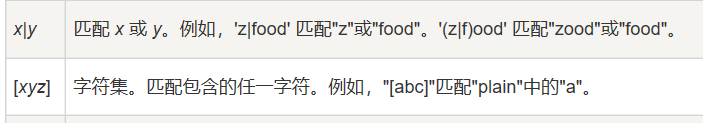 x|y 匹配 x 或 y。例如，'z|food' 匹配"z"或"food"。'(z|f)ood' 匹配"zood"或"food"。
[xyz] 字符集。匹配包含的任一字符。例如，"[abc]"匹配"plain"中的"a"。